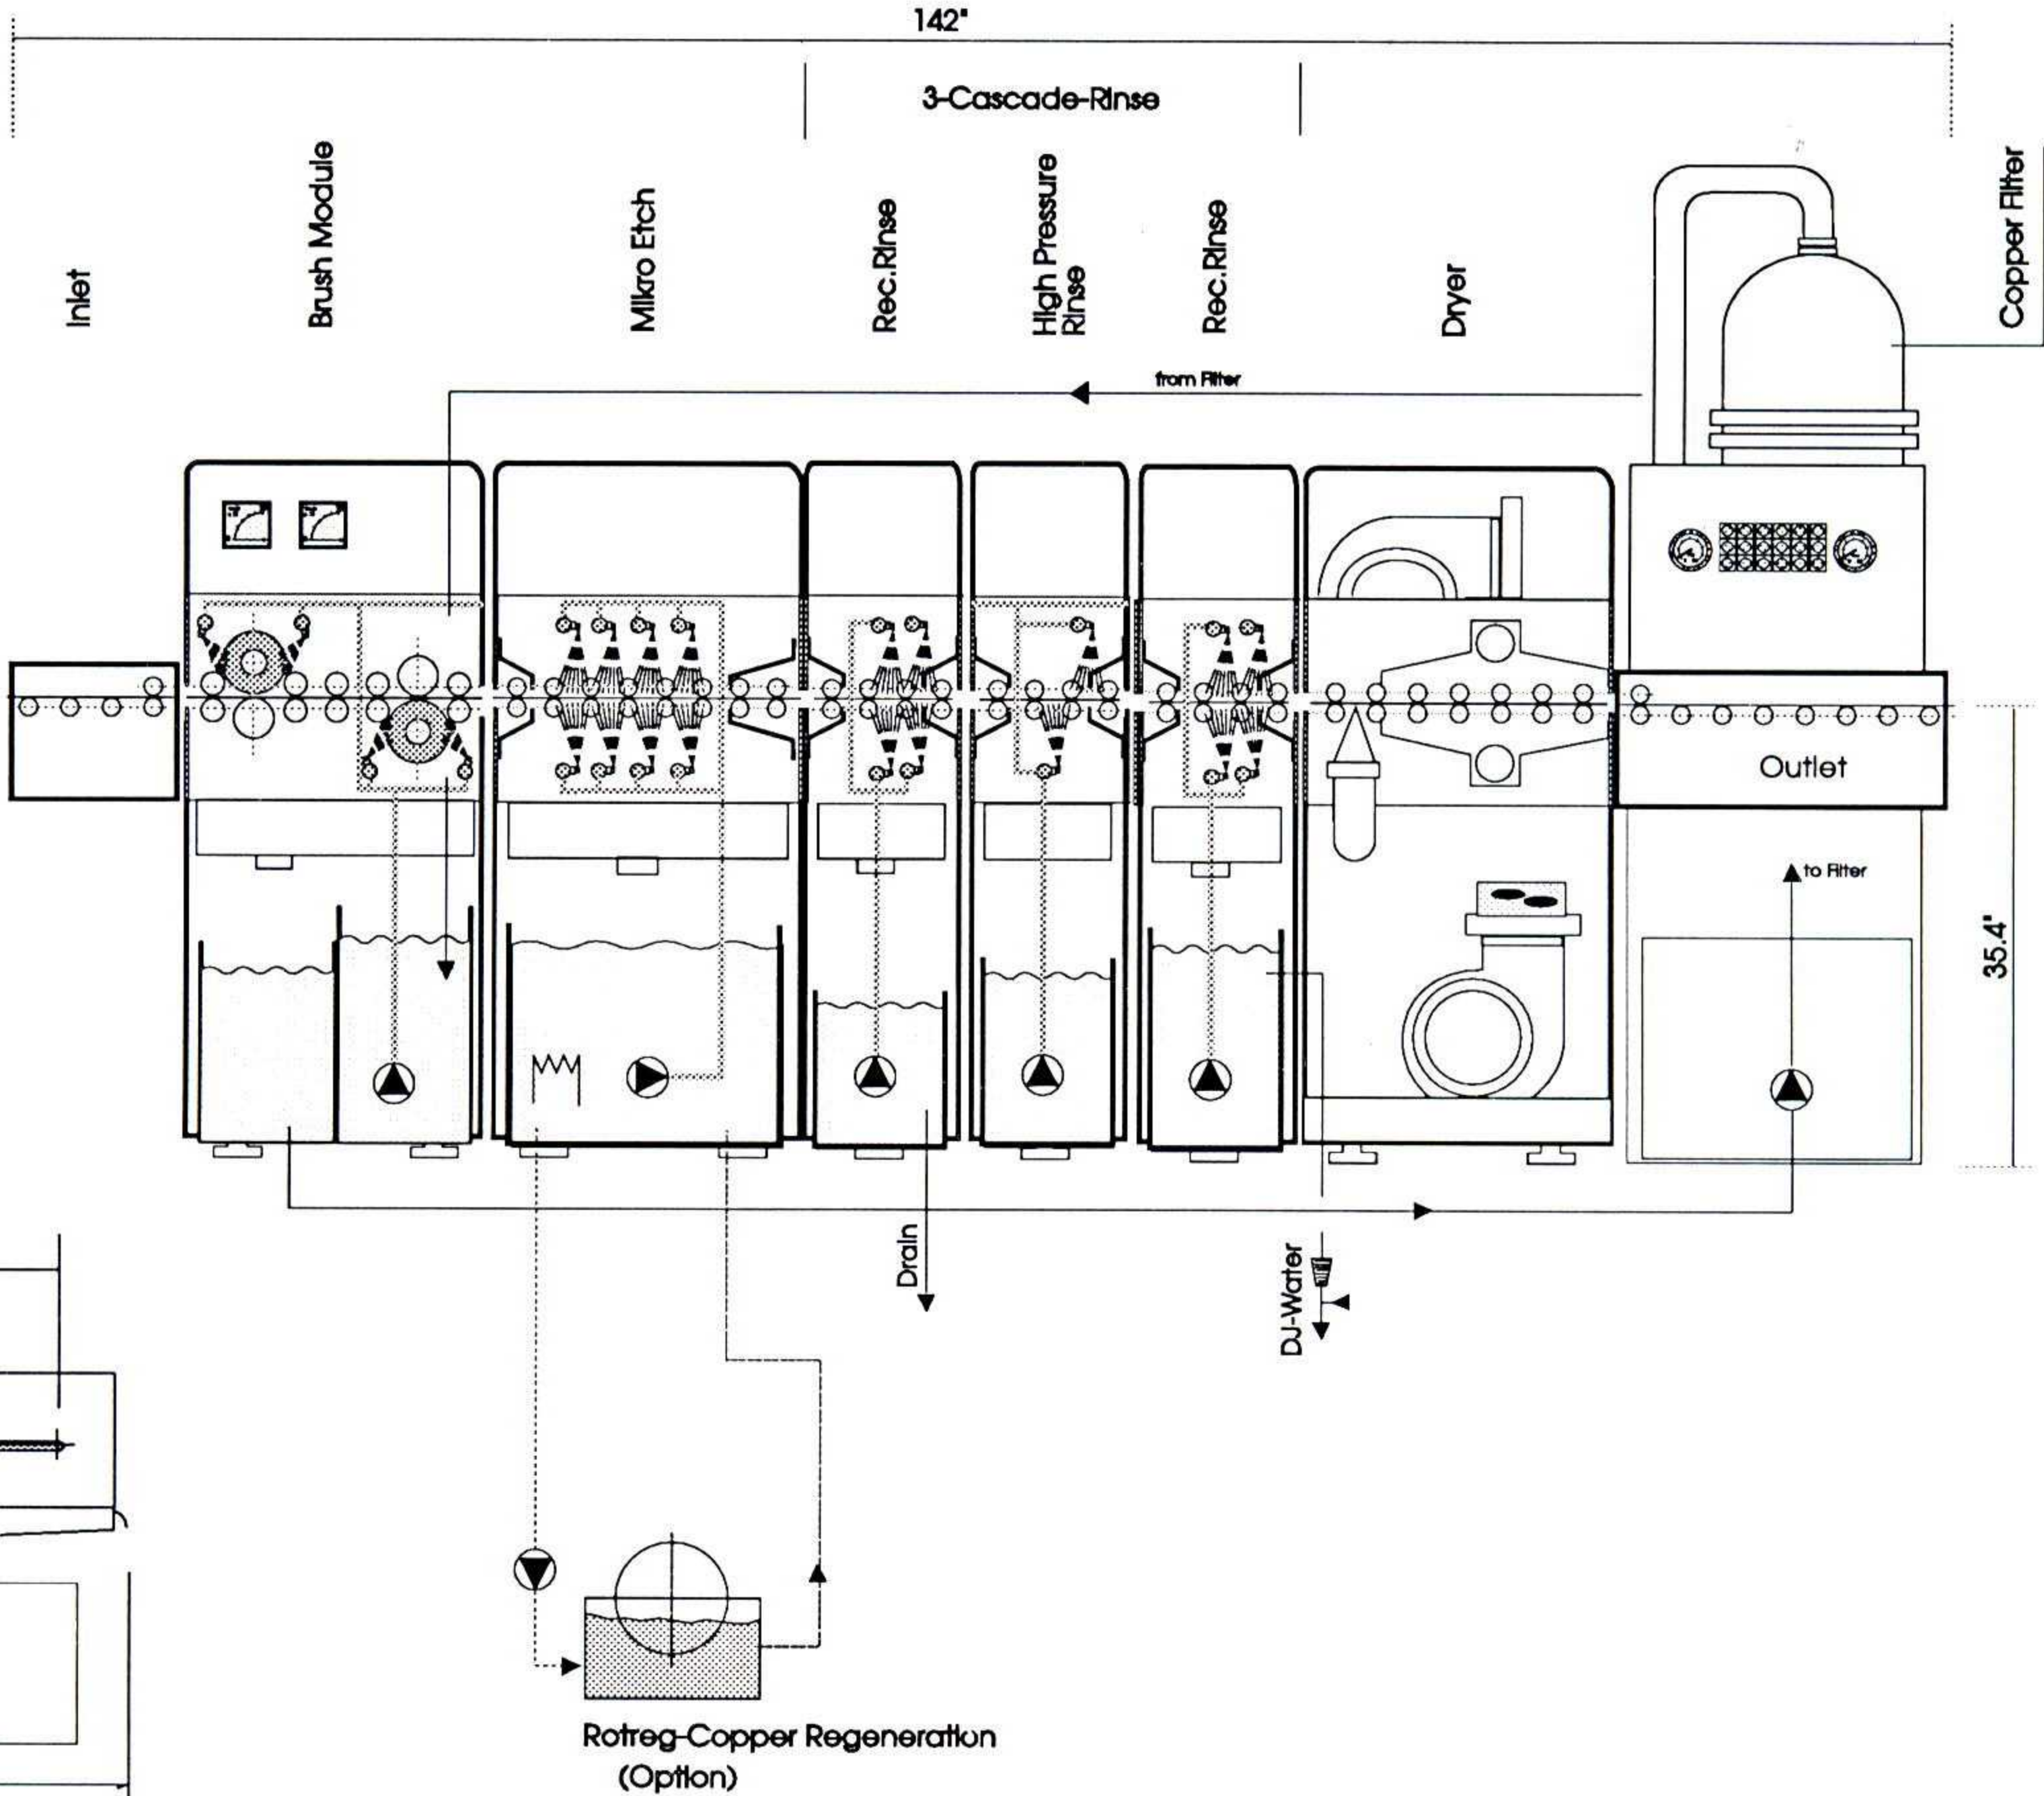 142"
3-Cascade-Rinse
Inlet
Brush Module
Mikro Etch
Rec.Rinse
High Pressure
Rinse
Rec.Rinse
Dryer
Copper Filter
from Filter
Outlet
to Filter
35.4"
Drain
DJ-Water
Rotreg-Copper Regeneration
(Option)